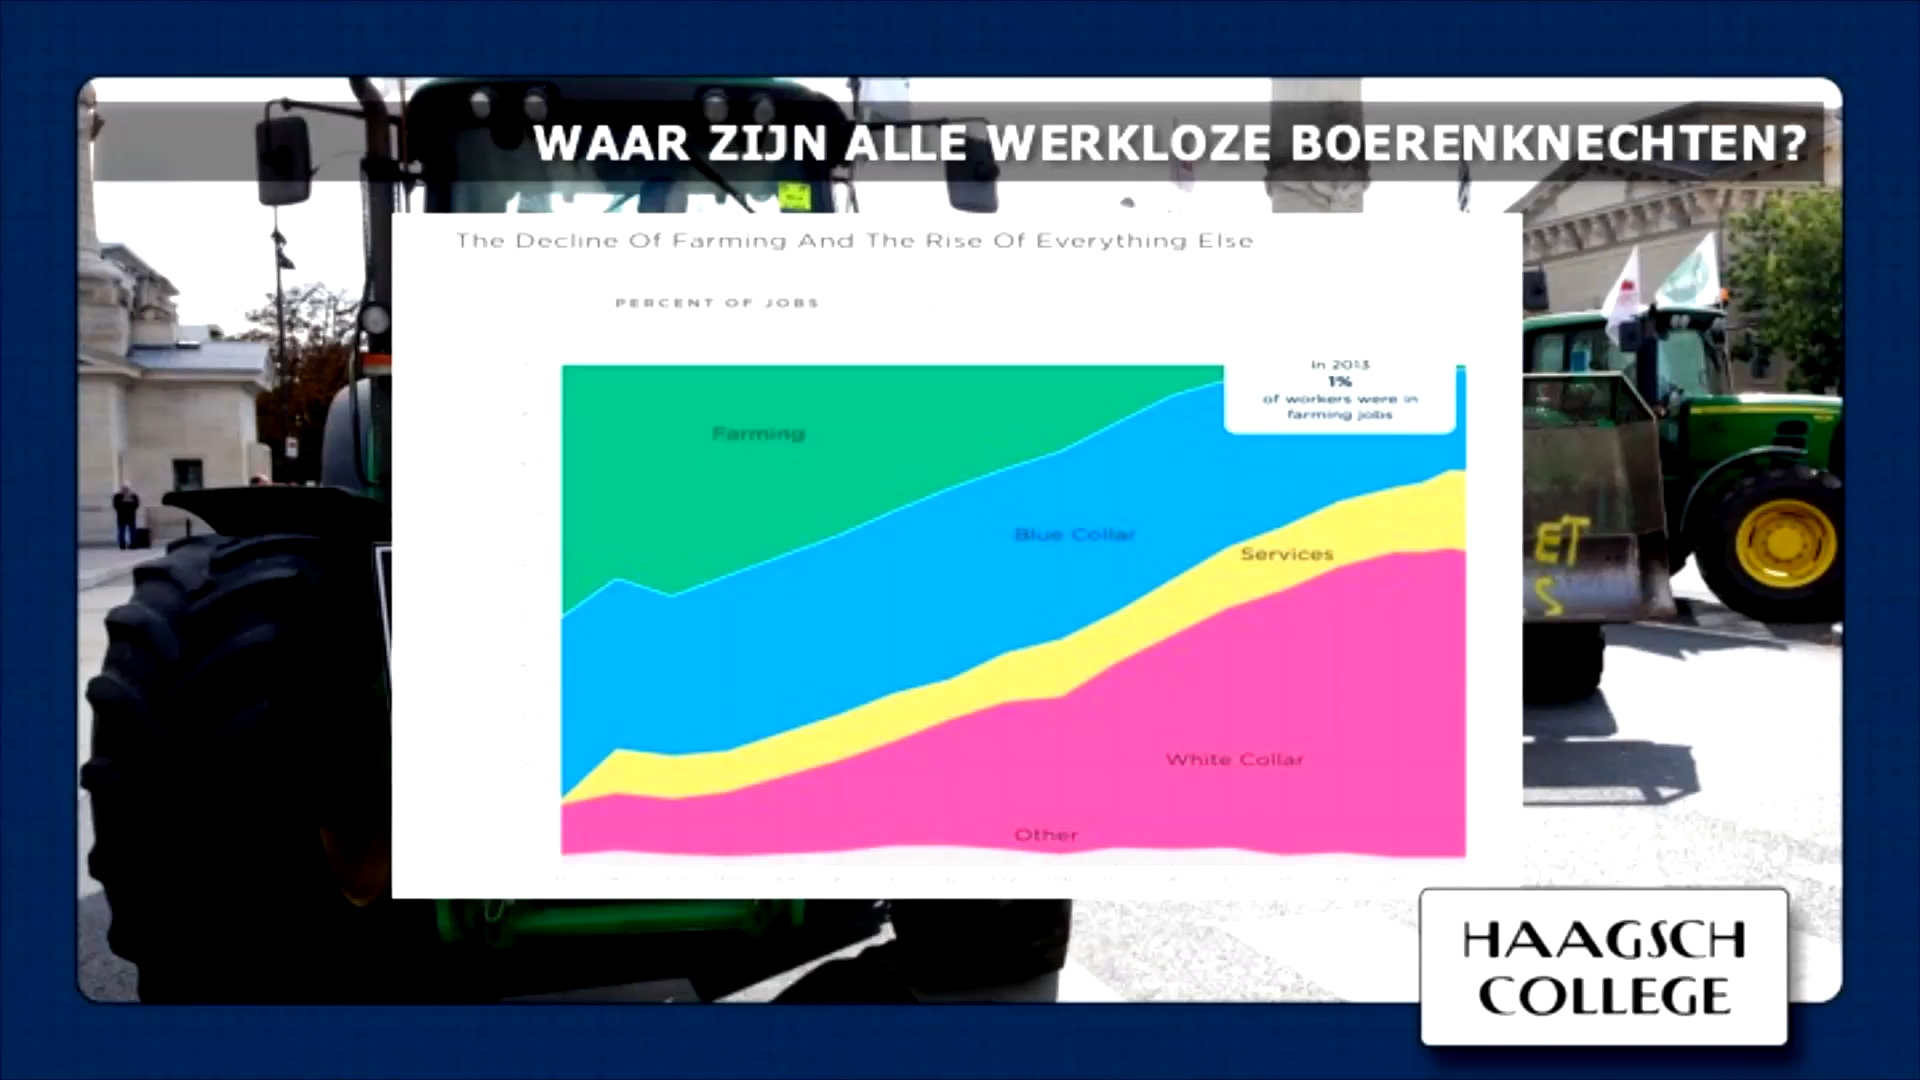 WAAR ZIJN ALLE WERKLOZE BOERENKNECHTEN?
The Decline Of Farming And The Rise Of Everything Else
PERCENT OF JOBS
In 2013
1%
of workers were in
farming jobs
Farming
Blue Collar
Services
White Collar
Other
ET
S
HAAGSCH
COLLEGE